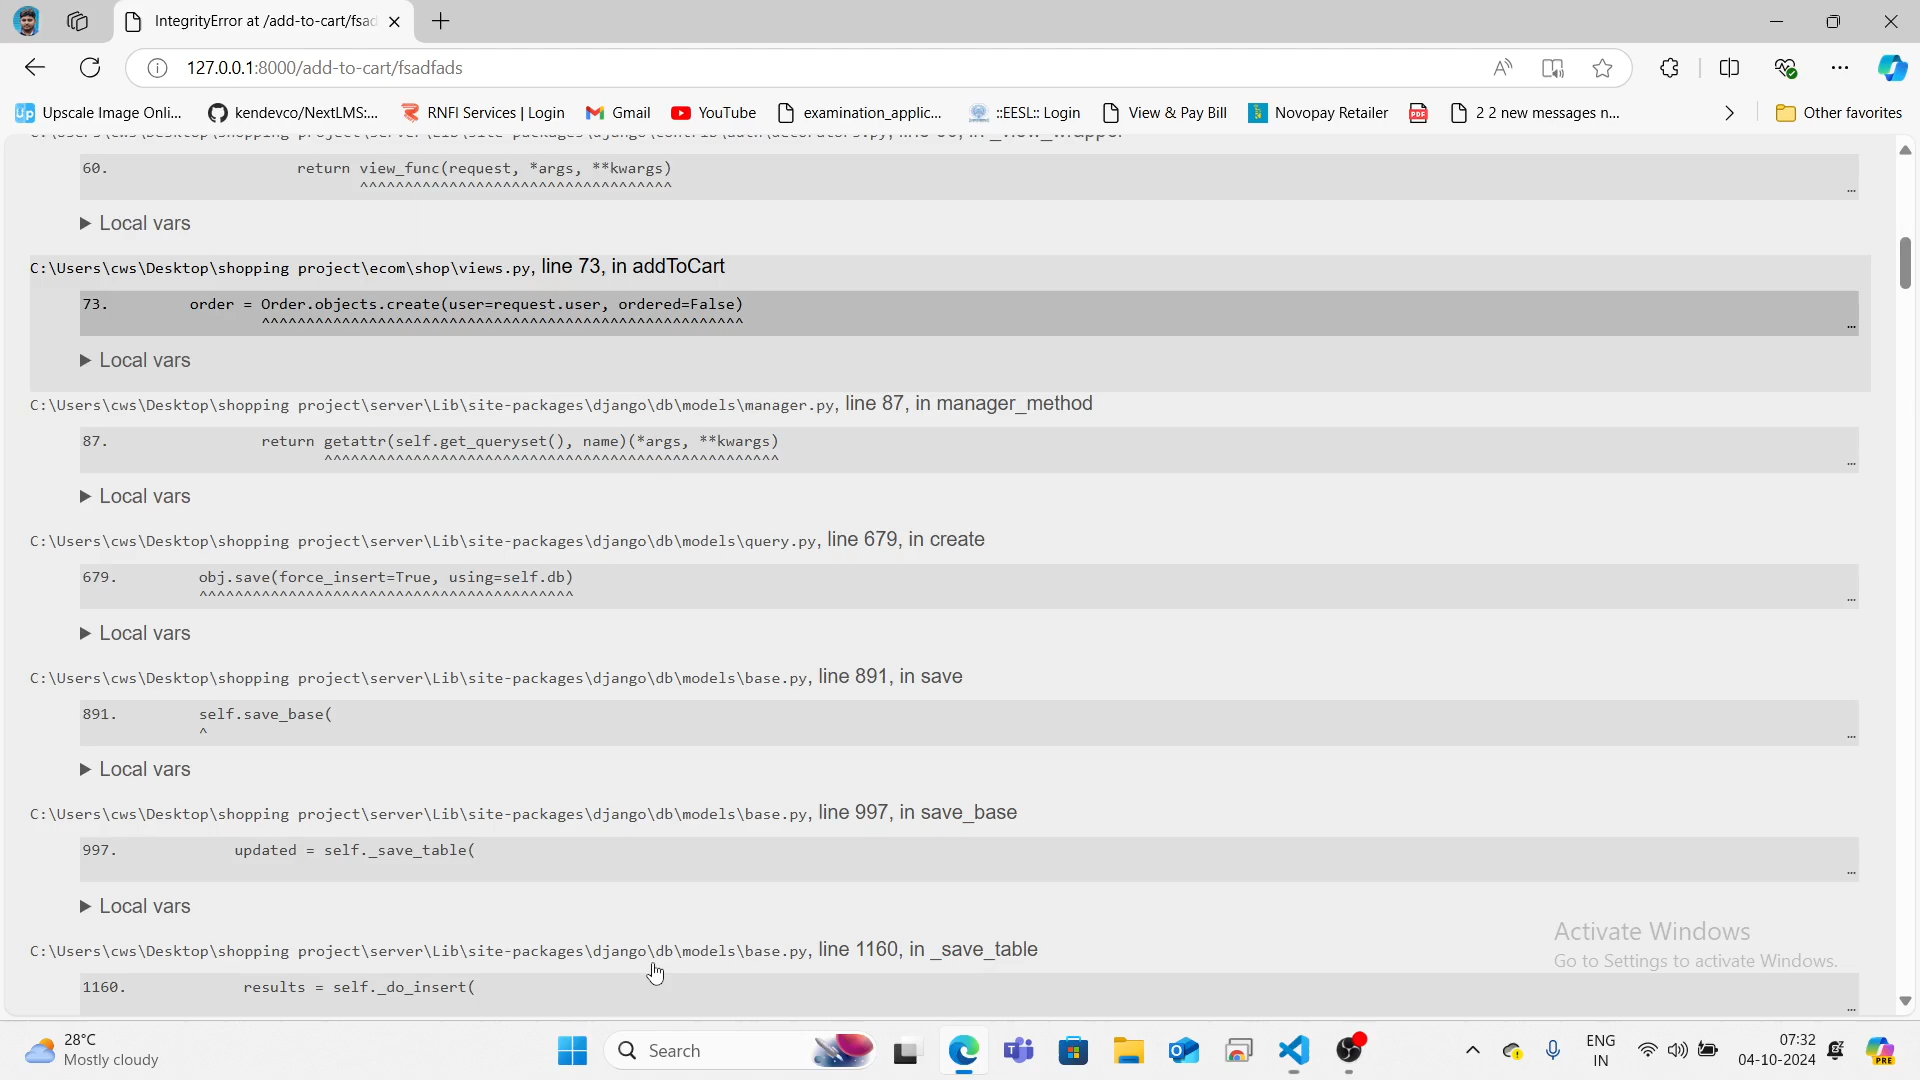 IntegrityError at /add-to-cart/fsad
127.0.0.1:8000/add-to-cart/fsadfads
Upscale Image Onli...
kendevco/NextLMS:...
RNFI Services | Login
Gmail
YouTube
examination_applic...
::EESL:: Login
View & Pay Bill
Novopay Retailer
2 2 new messages n...
Other favorites
60. return view_func(request, *args, **kwargs)
^^^^^^^^^^^^^^^^^^^^^^^^^^^^^^^^^^^
…
▶ Local vars
C:\Users\cws\Desktop\shopping project\ecom\shop\views.py, line 73, in addToCart
73. order = Order.objects.create(user=request.user, ordered=False)
^^^^^^^^^^^^^^^^^^^^^^^^^^^^^^^^^^^^^^^^^^^^^^^^^^^^^^
…
▶ Local vars
C:\Users\cws\Desktop\shopping project\server\Lib\site-packages\django\db\models\manager.py, line 87, in manager_method
87. return getattr(self.get_queryset(), name)(*args, **kwargs)
^^^^^^^^^^^^^^^^^^^^^^^^^^^^^^^^^^^^^^^^^^^^^^^^^^^
…
▶ Local vars
C:\Users\cws\Desktop\shopping project\server\Lib\site-packages\django\db\models\query.py, line 679, in create
679. obj.save(force_insert=True, using=self.db)
^^^^^^^^^^^^^^^^^^^^^^^^^^^^^^^^^^^^^^^^^^
…
▶ Local vars
C:\Users\cws\Desktop\shopping project\server\Lib\site-packages\django\db\models\base.py, line 891, in save
891. self.save_base(
^
…
▶ Local vars
C:\Users\cws\Desktop\shopping project\server\Lib\site-packages\django\db\models\base.py, line 997, in save_base
997. updated = self._save_table(
…
▶ Local vars
C:\Users\cws\Desktop\shopping project\server\Lib\site-packages\django\db\models\base.py, line 1160, in _save_table
1160. results = self._do_insert(
…
Activate Windows
Go to Settings to activate Windows.
28°C
Mostly cloudy
Search
ENG
IN
07:32
04-10-2024
PRE